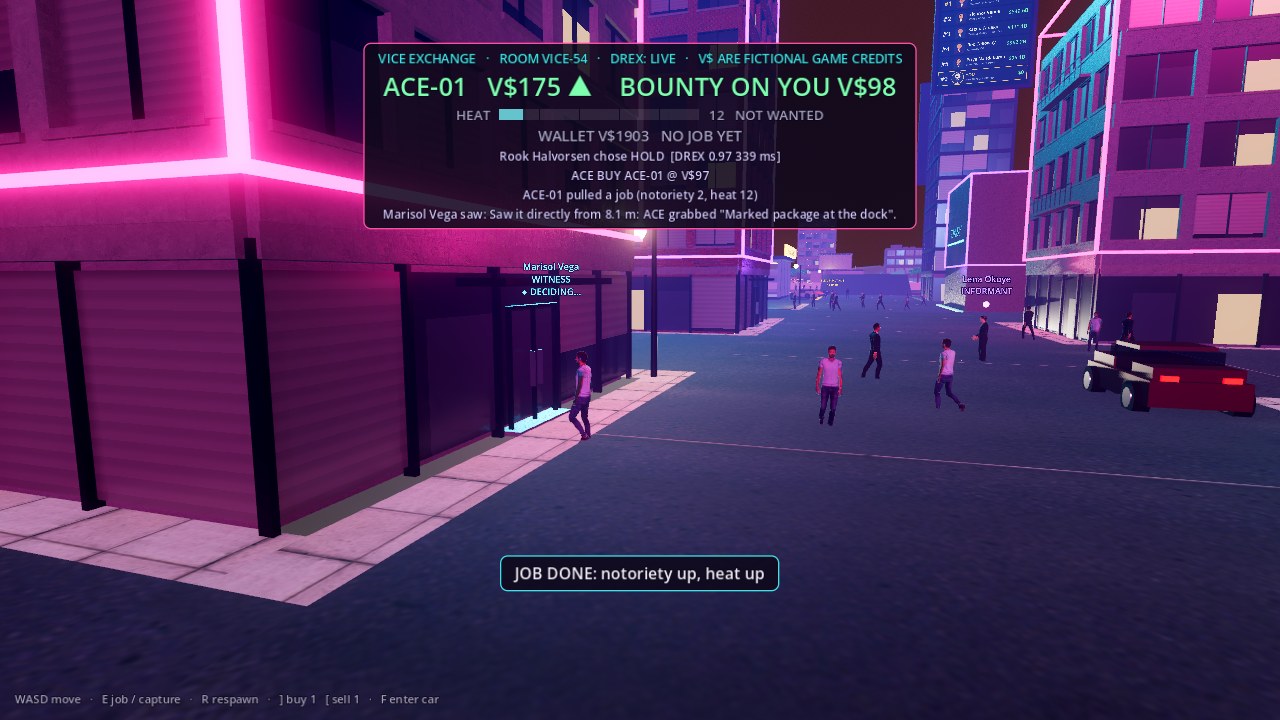 VICE EXCHANGE · ROOM VICE-54 · DREX: LIVE · V$ ARE FICTIONAL GAME CREDITS
ACE-01 V$175 ▲ BOUNTY ON YOU V$98
HEAT 12 NOT WANTED
WALLET V$1903 NO JOB YET
Rook Halvorsen chose HOLD [DREX 0.97 339 ms]
ACE BUY ACE-01 @ V$97
ACE-01 pulled a job (notoriety 2, heat 12)
Marisol Vega saw: Saw it directly from 8.1 m: ACE grabbed "Marked package at the dock".
Marisol Vega
WITNESS
◆ DECIDING...
Lena Okoye
INFORMANT
JOB DONE: notoriety up, heat up
WASD move · E job / capture · R respawn · ] buy 1 [ sell 1 · F enter car